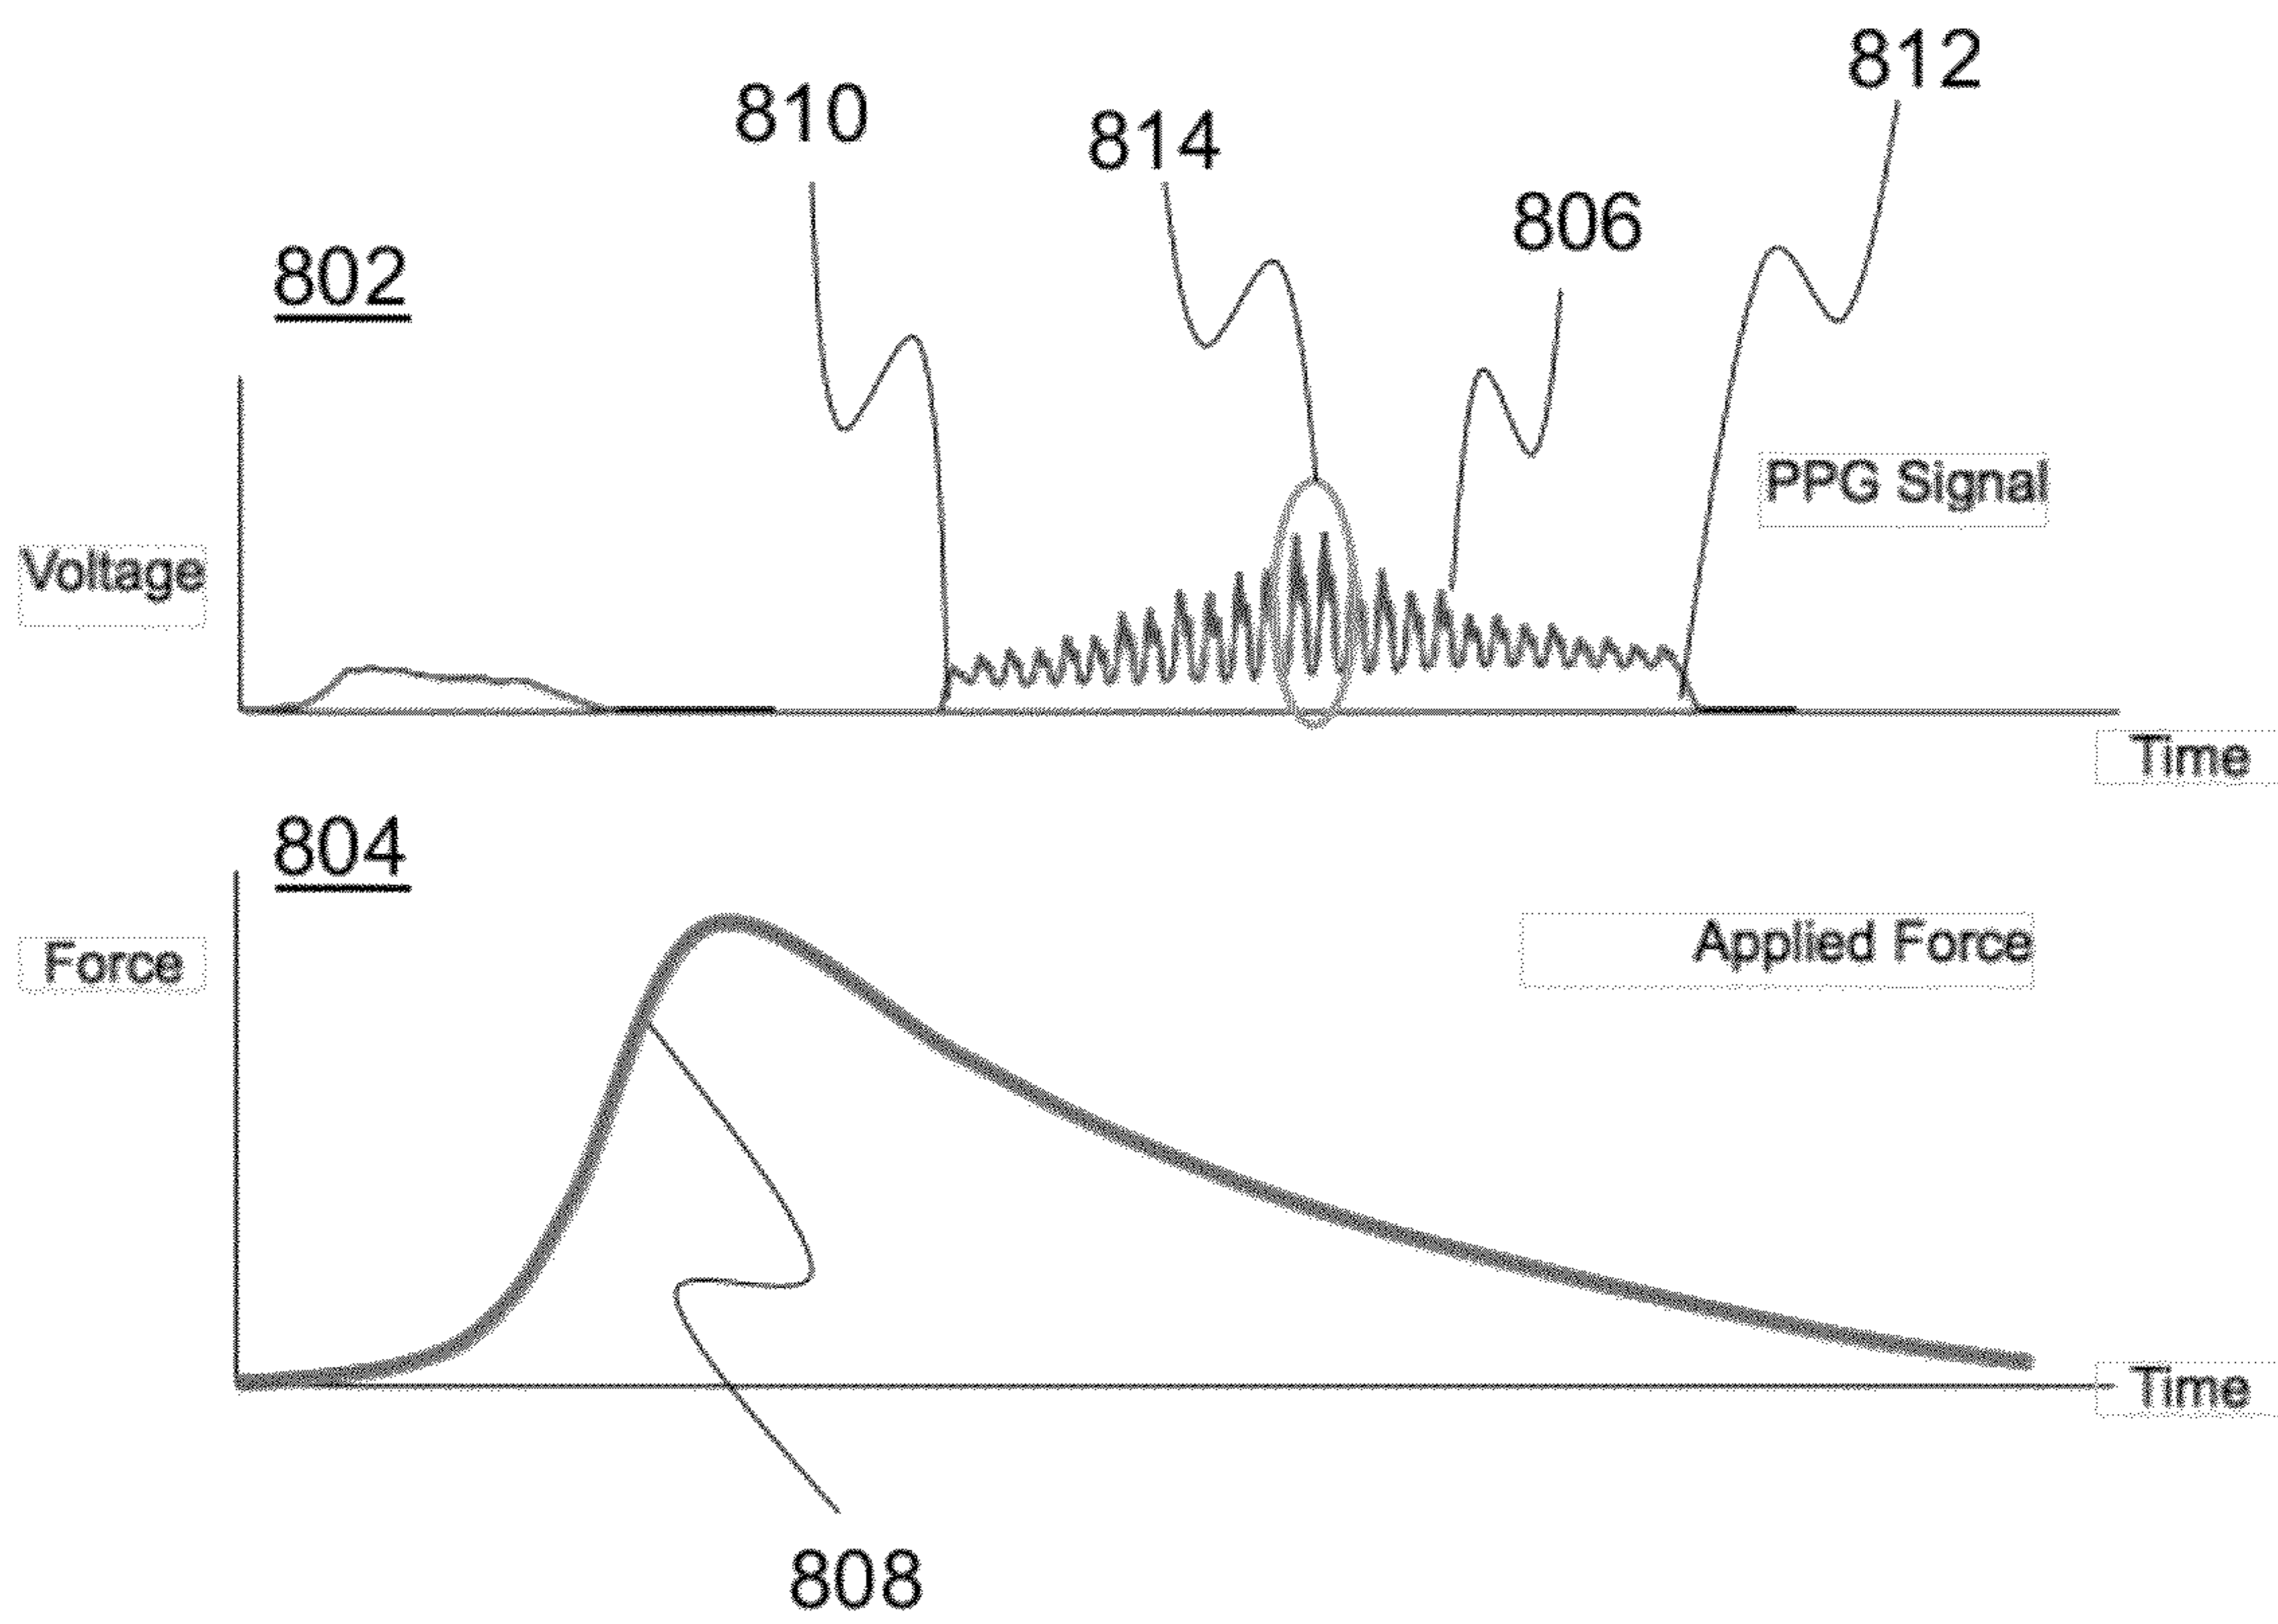 812
810
814
806
802
PPG Signal
Voltage
Time
804
Applied Force
Force
Time
808